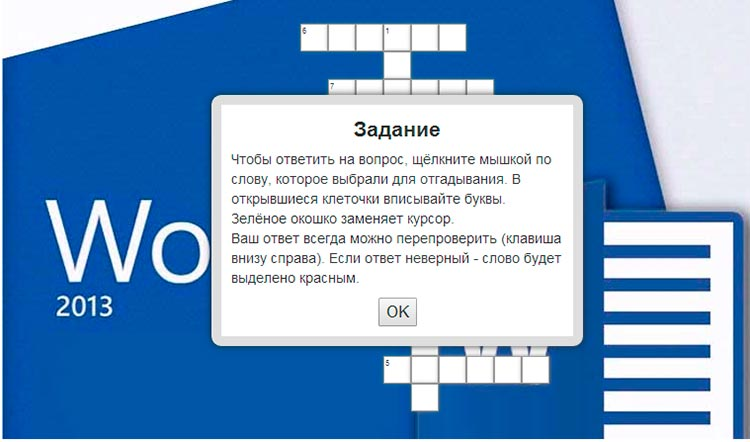 6
1
7
Задание
Чтобы ответить на вопрос, щёлкните мышкой по
слову, которое выбрали для отгадывания. В
открывшиеся клеточки вписывайте буквы.
Зелёное окошко заменяет курсор.
Ваш ответ всегда можно перепроверить (клавиша
внизу справа). Если ответ неверный - слово будет
выделено красным.
OK
Wo
2013
W
5